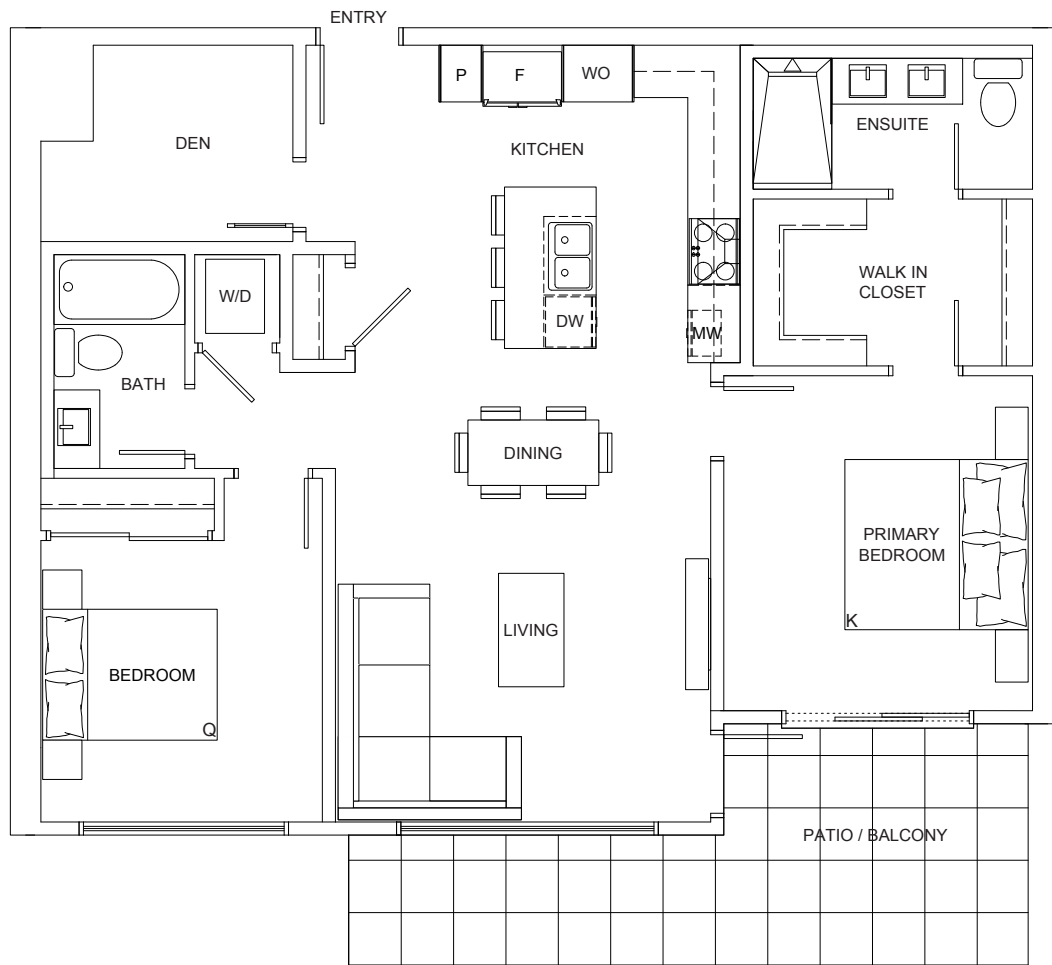 ENTRY
P
F
WO
ENSUITE
DEN
KITCHEN
WALK IN
CLOSET
W/D
DW
MW
BATH
DINING
PRIMARY
BEDROOM
K
LIVING
BEDROOM
Q
PATIO / BALCONY